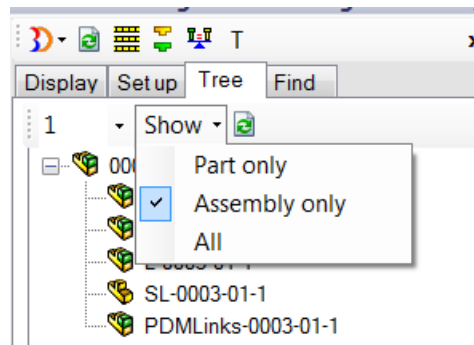 T
Display Set up Tree Find
1 Show
000
Part only
Assembly only
All
SL-0003-01-1
PDMLinks-0003-01-1